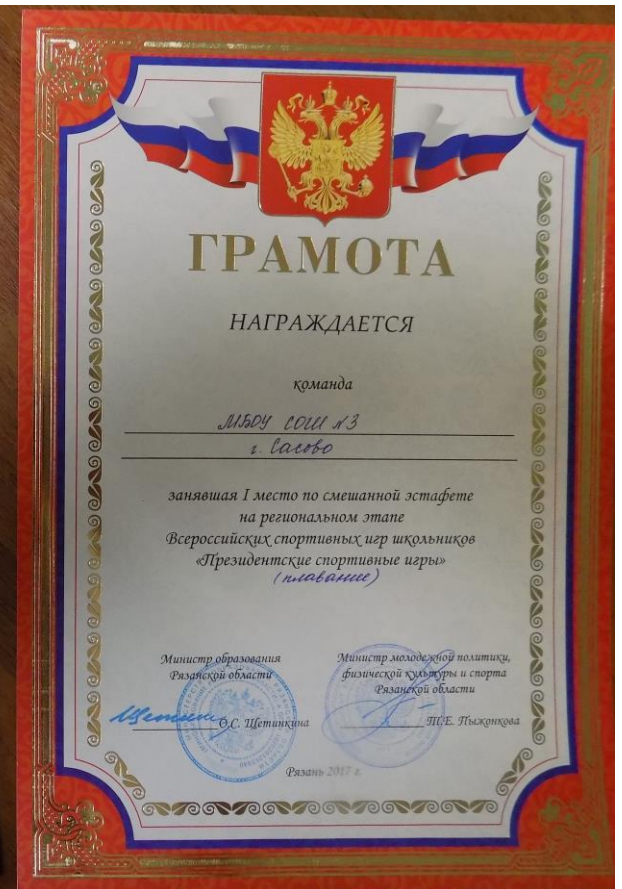 ГРАМОТА
НАГРАЖДАЕТСЯ
команда
МБОУ СОШ №3
г. Сасово
занявшая I место по смешанной эстафете
на региональном этапе
Всероссийских спортивных игр школьников
«Президентские спортивные игры»
(плавание)
Министр образования
Рязанской области
О.С. Щетинкина
Министр молодежной политики,
физической культуры и спорта
Рязанской области
Т.Е. Пыжонкова
Рязань 2017 г.